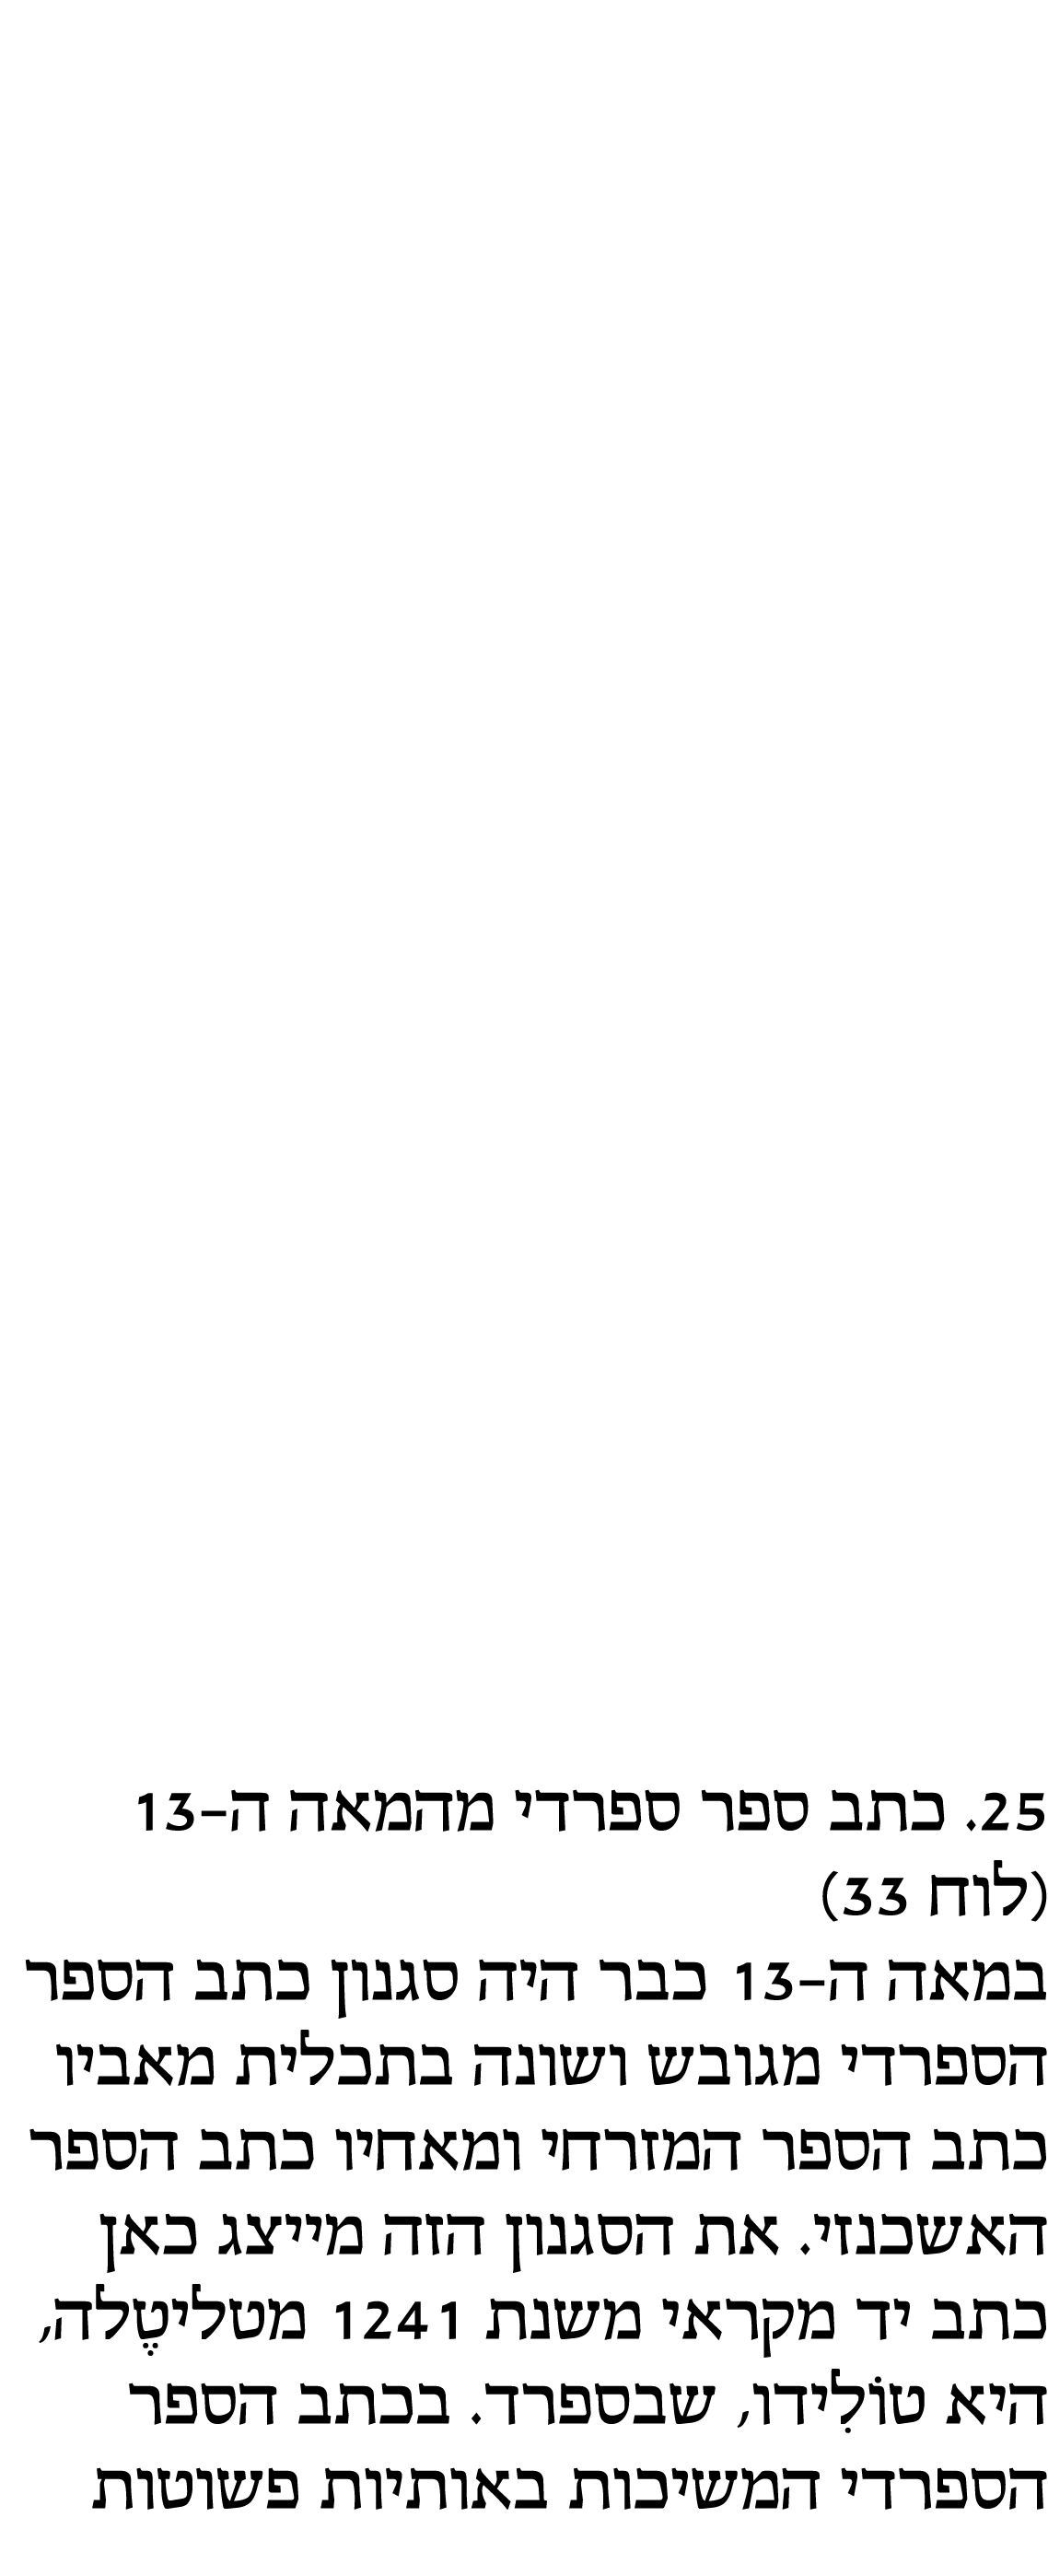 25. כתב ספר ספרדי מהמאה ה–13
(לוח 33)
במאה ה–13 כבר היה סגנון כתב הספר
הספרדי מגובש ושונה בתכלית מאביו
כתב הספר המזרחי ומאחיו כתב הספר
האשכנזי. את הסגנון הזה מייצג כאן
כתב יד מקראי משנת 1241 מטליטֶלה,
היא טוֹלִידו, שבספרד. בכתב הספר
הספרדי המשיכות באותיות פשוטות